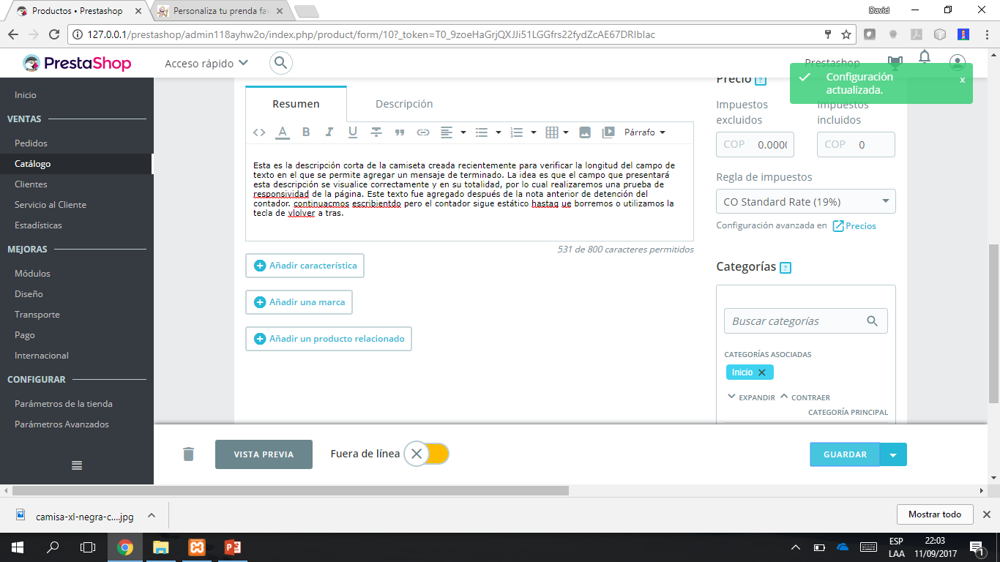 Productos • Prestashop
Personaliza tu prenda fav
David
127.0.0.1/prestashop/admin118ayhw2o/index.php/product/form/10?_token=T0_9zoeHaGrjQXJJi51LGGfrs22fydZcAE67DRIbIac
PrestaShop
Acceso rápido
Prestashop
Configuración
actualizada.
x
Inicio
VENTAS
Pedidos
Catálogo
Clientes
Servicio al Cliente
Estadísticas
MEJORAS
Módulos
Diseño
Transporte
Pago
Internacional
CONFIGURAR
Parámetros de la tienda
Parámetros Avanzados
Resumen
Descripción
Párrafo
Esta es la descripción corta de la camiseta creada recientemente para verificar la longitud del campo de
texto en el que se permite agregar un mensaje de terminado. La idea es que el campo que presentará
esta descripción se visualice correctamente y en su totalidad, por lo cual realizaremos una prueba de
responsividad de la página. Este texto fue agregado después de la nota anterior de detención del
contador. continuacmos escribientdo pero el contador sigue estático hastaq ue borremos o utilizamos la
tecla de vlolver a tras.
531 de 800 caracteres permitidos
Añadir característica
Añadir una marca
Añadir un producto relacionado
Precio ?
Impuestos
excluidos
Impuestos
incluidos
COP 0.000
COP 0
Regla de impuestos
CO Standard Rate (19%)
Configuración avanzada en Precios
Categorías ?
Buscar categorías
CATEGORÍAS ASOCIADAS
Inicio
EXPANDIR CONTRAER
CATEGORÍA PRINCIPAL
VISTA PREVIA
Fuera de línea
GUARDAR
camisa-xl-negra-c....jpg
Mostrar todo
ESP
LAA
22:03
11/09/2017
1